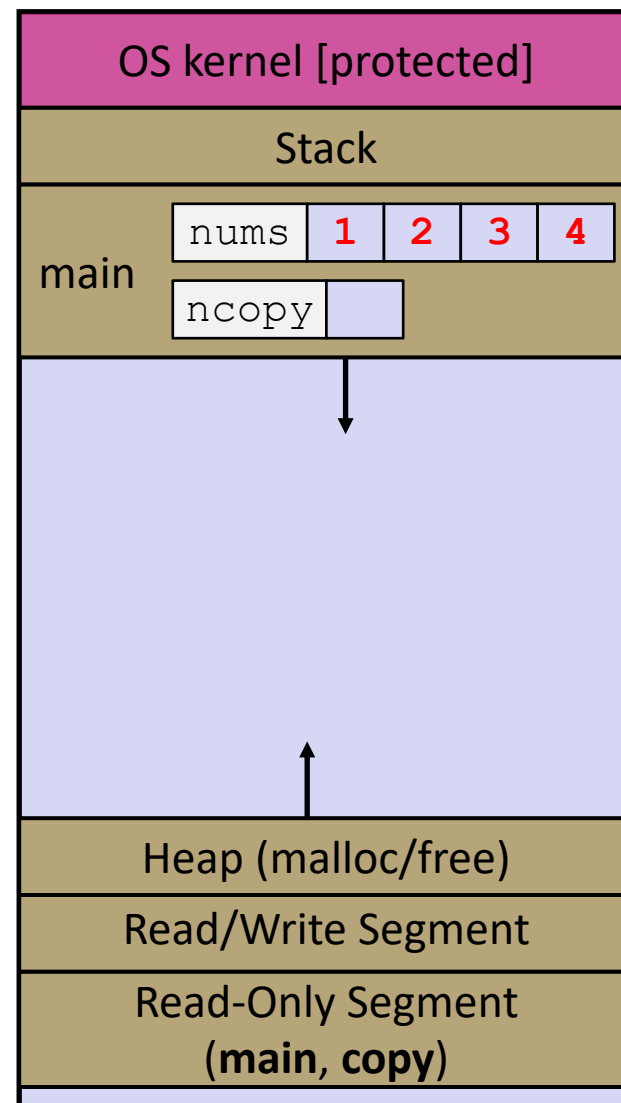 OS kernel [protected]
Stack
main
nums 1 2 3 4
ncopy
Heap (malloc/free)
Read/Write Segment
Read-Only Segment
(main, copy)